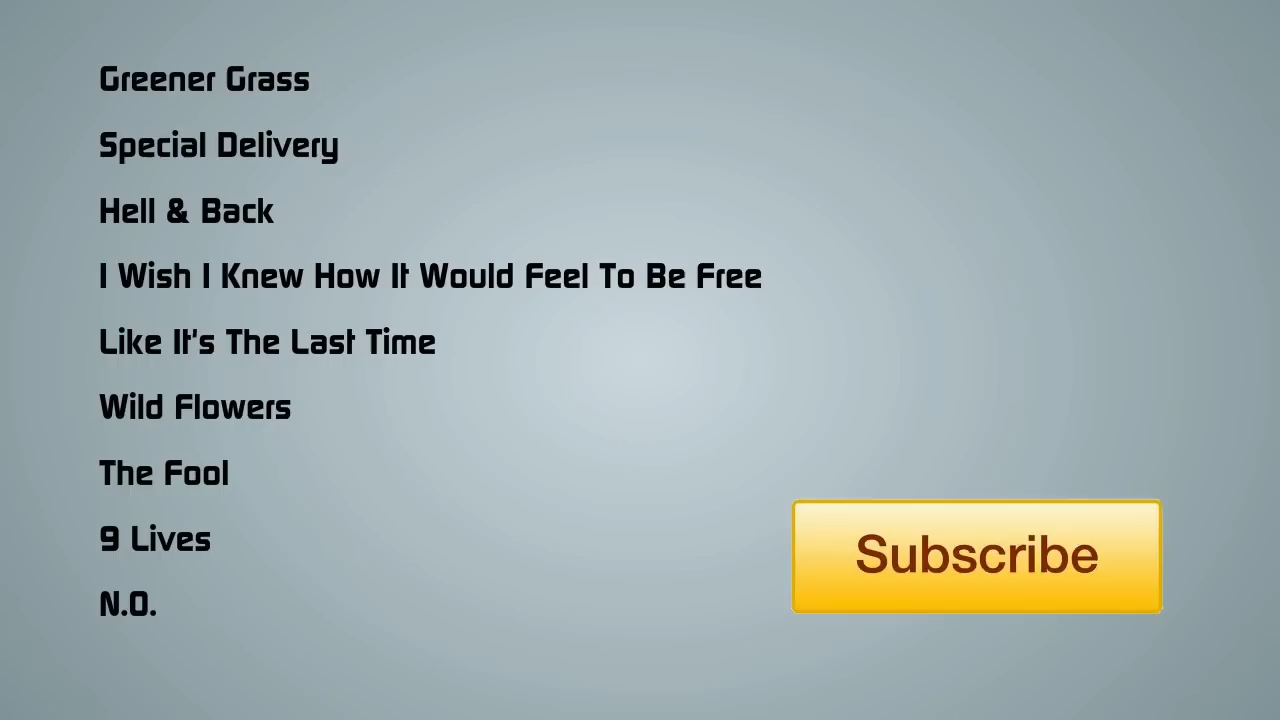 Greener Grass
Special Delivery
Hell & Back
I Wish I Knew How It Would Feel To Be Free
Like It's The Last Time
Wild Flowers
The Fool
9 Lives
N.O.
Subscribe